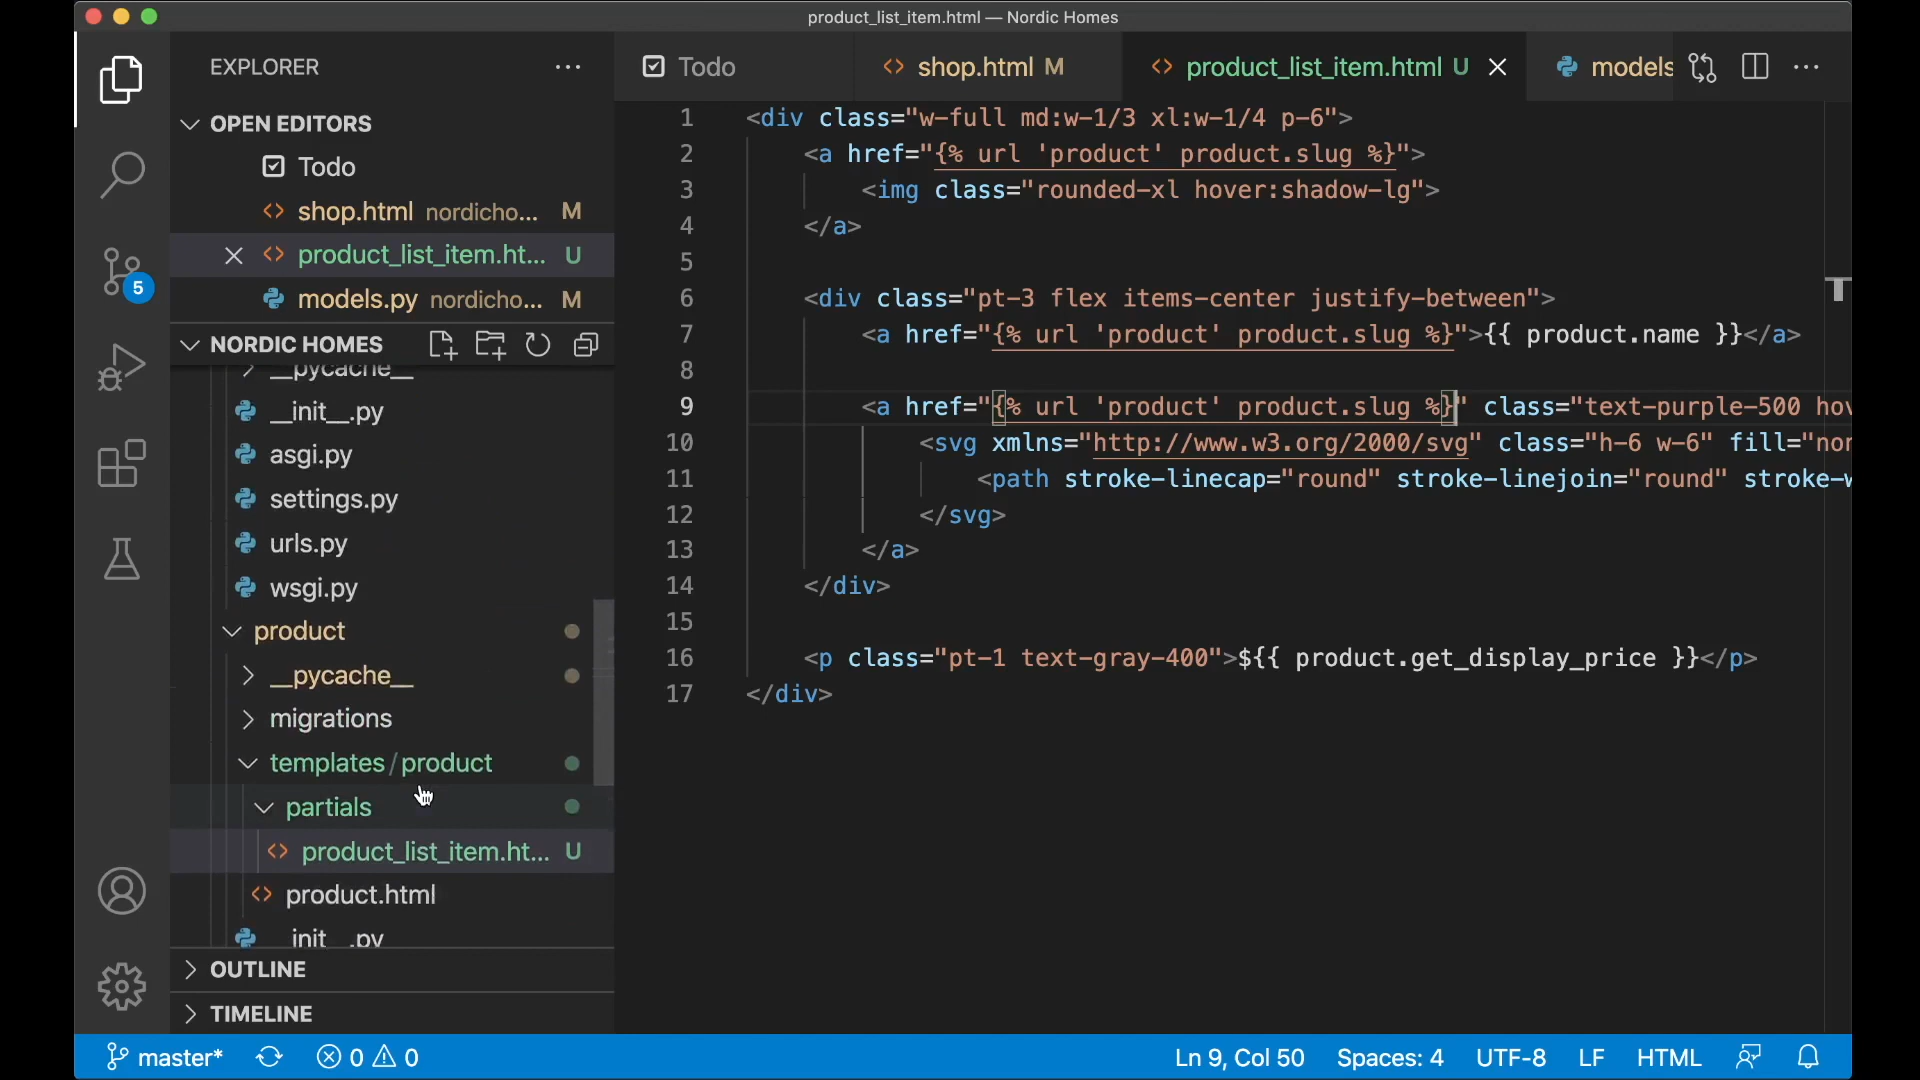 product_list_item.html — Nordic Homes
EXPLORER
Todo
shop.html M
product_list_item.html U
models
OPEN EDITORS
Todo
shop.html nordicho... M
product_list_item.ht... U
models.py nordicho... M
NORDIC HOMES
__pycache__
__init__.py
asgi.py
settings.py
urls.py
wsgi.py
product
__pycache__
migrations
templates/product
partials
product_list_item.ht... U
product.html
__init__.py
OUTLINE
TIMELINE
1 <div class="w-full md:w-1/3 xl:w-1/4 p-6">
2 <a href="{% url 'product' product.slug %}">
3 <img class="rounded-xl hover:shadow-lg">
4 </a>
5
6 <div class="pt-3 flex items-center justify-between">
7 <a href="{% url 'product' product.slug %}">{{ product.name }}</a>
8
9 <a href="{% url 'product' product.slug %}" class="text-purple-500 hov
10 <svg xmlns="http://www.w3.org/2000/svg" class="h-6 w-6" fill="nor
11 <path stroke-linecap="round" stroke-linejoin="round" stroke-w
12 </svg>
13 </a>
14 </div>
15
16 <p class="pt-1 text-gray-400">${{ product.get_display_price }}</p>
17 </div>
5
master* 0 0 Ln 9, Col 50 Spaces: 4 UTF-8 LF HTML